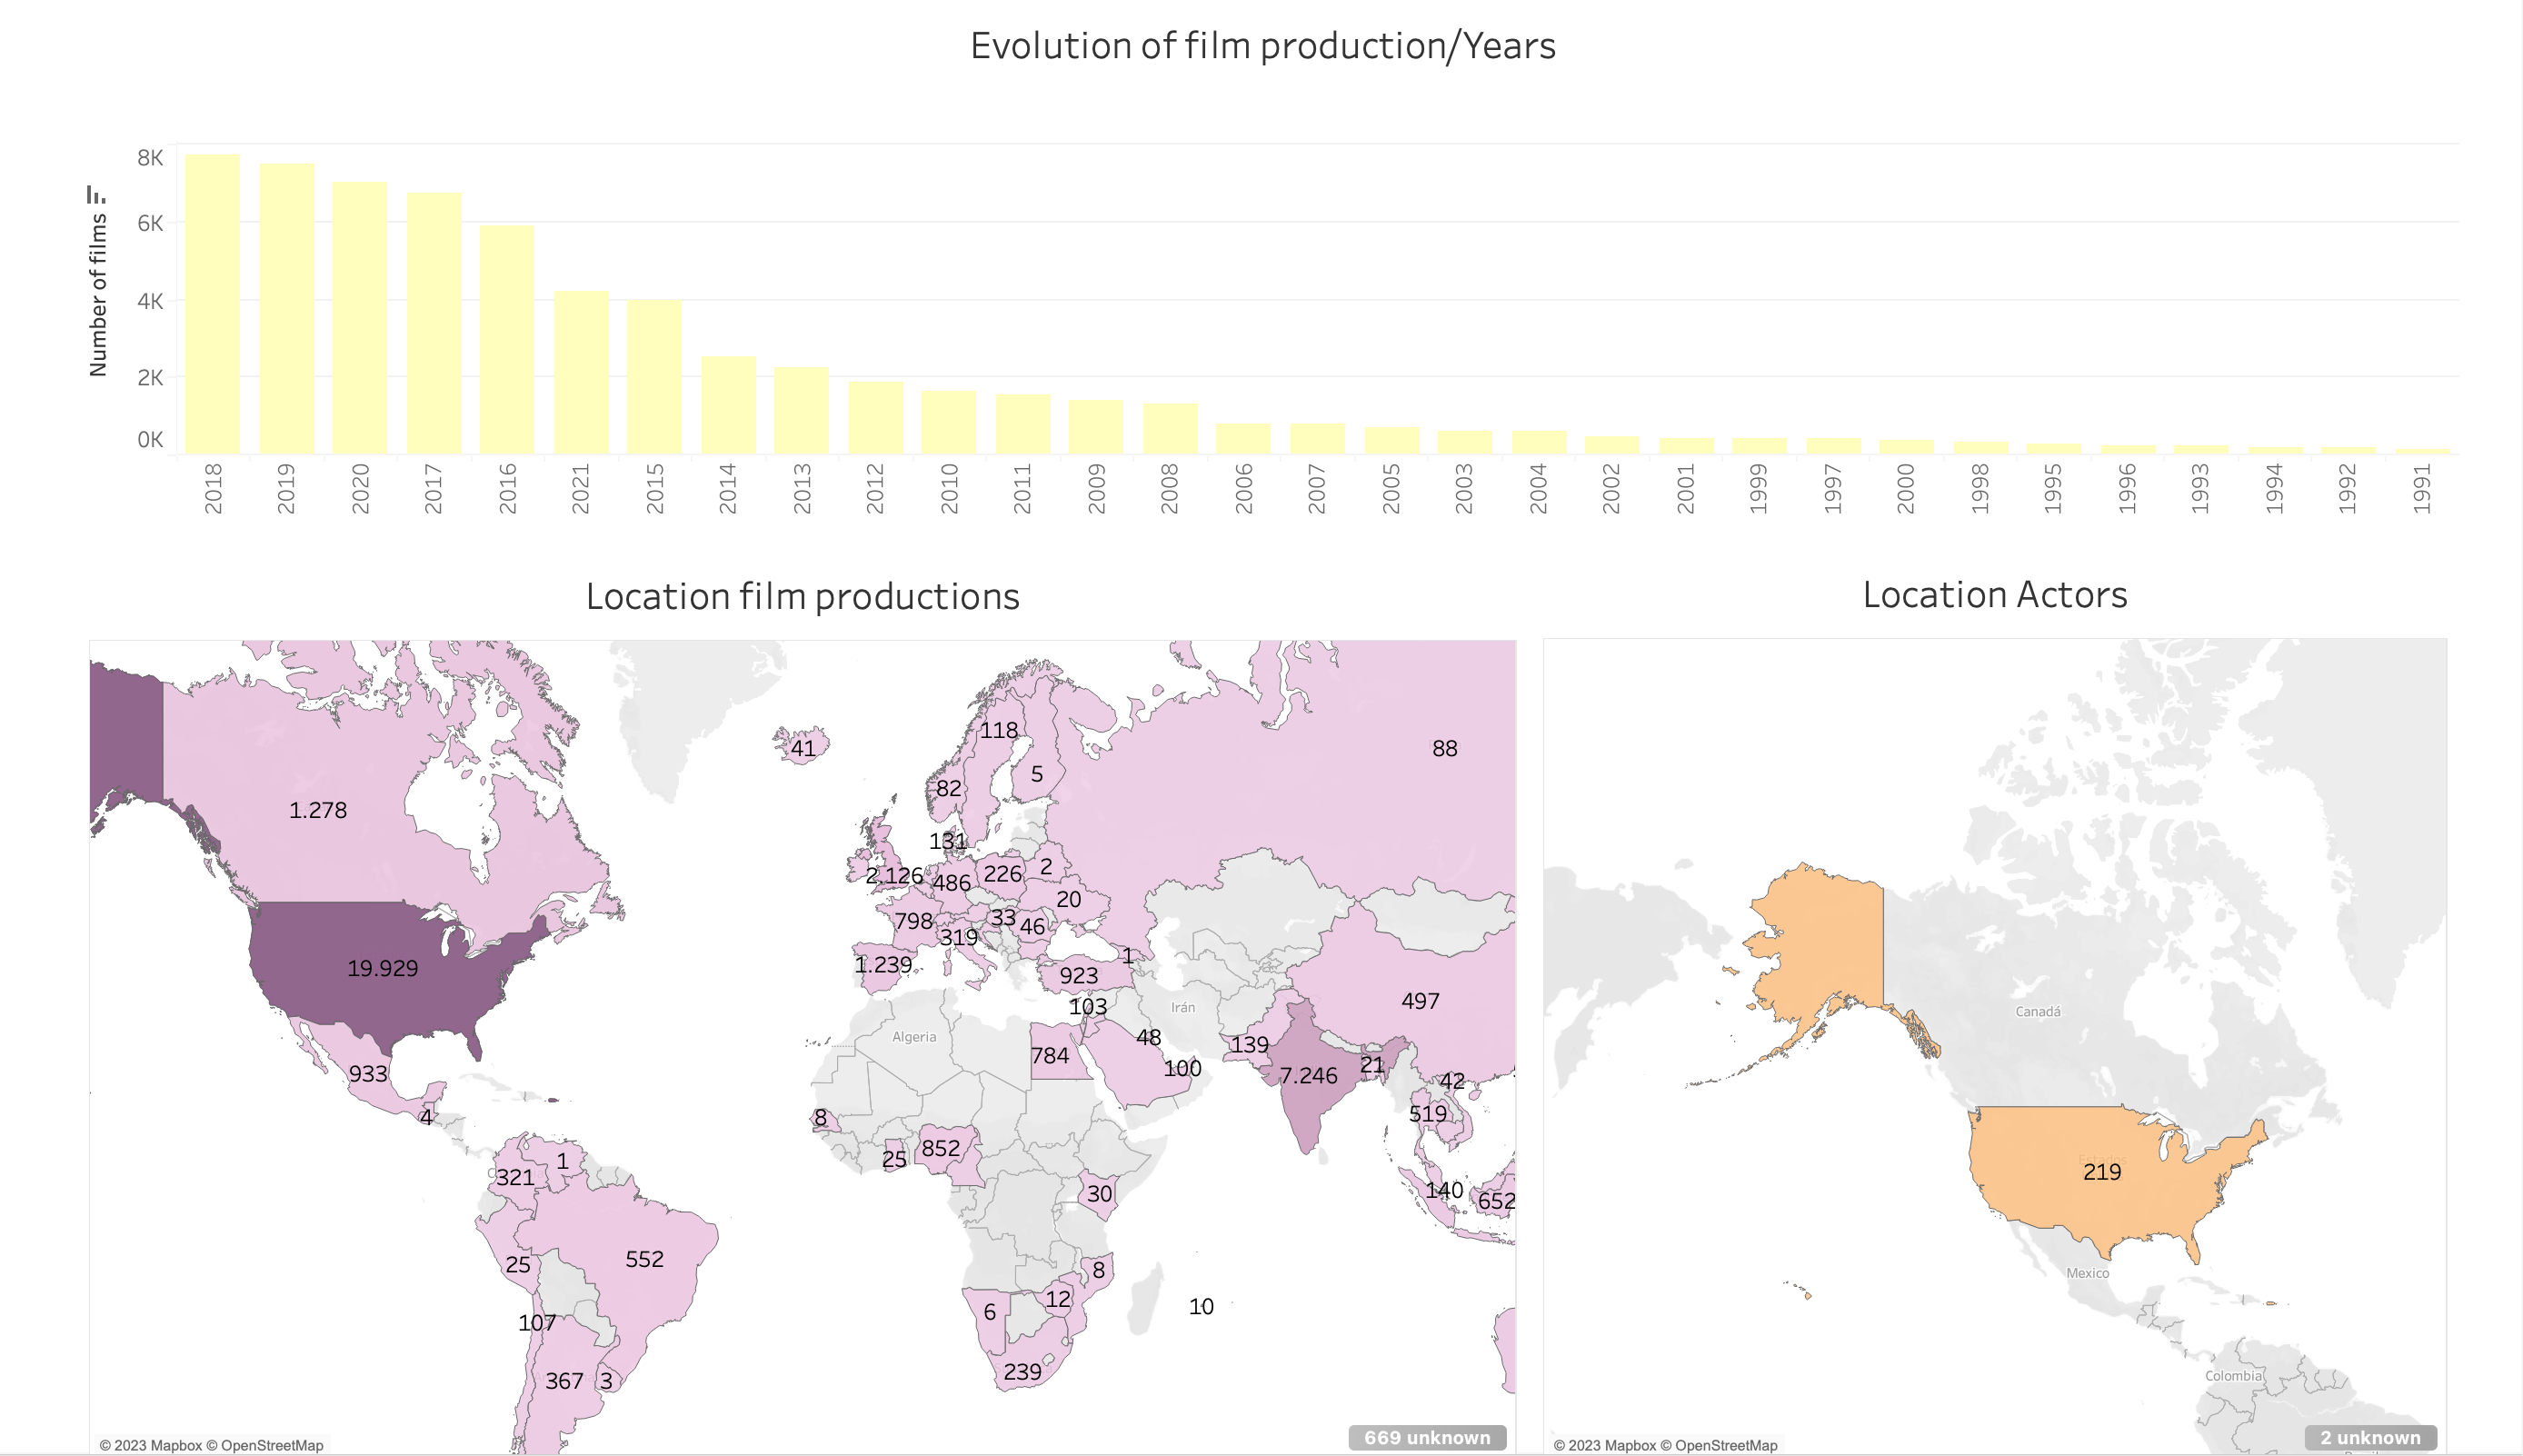 Evolution of film production/Years
Number of films
8K
6K
4K
2K
0K
2018 2019 2020 2017 2016 2021 2015 2014 2013 2012 2010 2011 2009 2008 2006 2007 2005 2003 2004 2002 2001 1999 1997 2000 1998 1995 1996 1993 1994 1992 1991
Location film productions
118
41
88
5
82
1.278
131
2.126
486
226
2
20
798
33
46
319
1.239
1
19.929
923
497
103
Irán
Algeria
48
784
139
100
21
933
7.246
42
4
8
519
25
852
1
321
30
140
652
25
552
8
12
10
6
107
239
367
3
© 2023 Mapbox © OpenStreetMap
669 unknown
Location Actors
Canadá
Estados
219
Mexico
Colombia
© 2023 Mapbox © OpenStreetMap
2 unknown